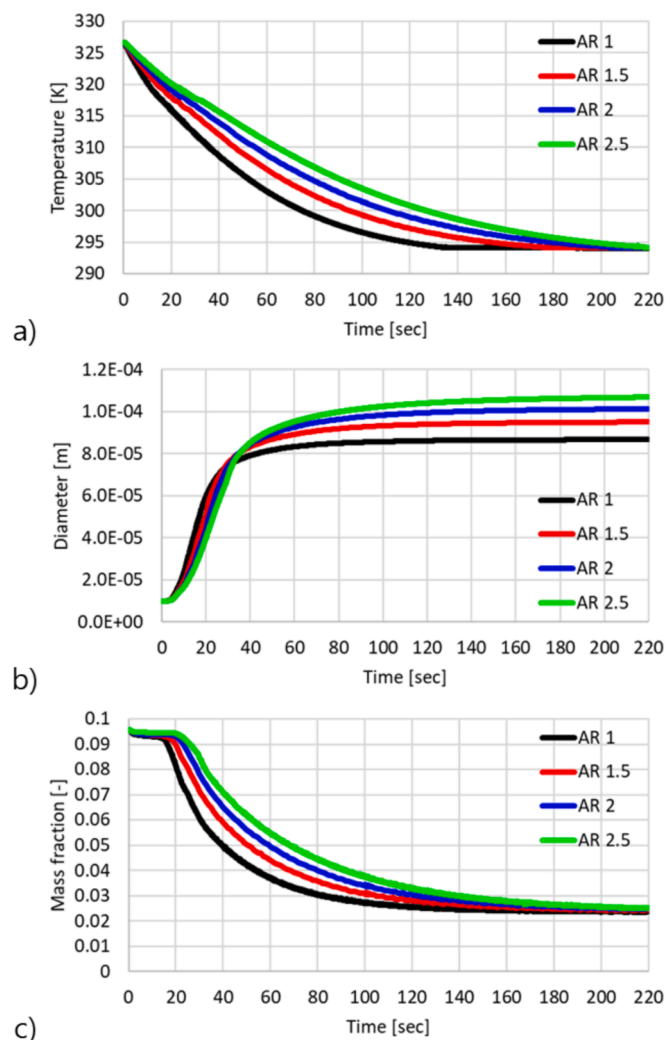 330
325
320
315
310
305
300
295
290
Temperature [K]
AR 1
AR 1.5
AR 2
AR 2.5
0 20 40 60 80 100 120 140 160 180 200 220
Time [sec]
a)
1.2E-04
1.0E-04
8.0E-05
6.0E-05
4.0E-05
2.0E-05
0.0E+00
Diameter [m]
AR 1
AR 1.5
AR 2
AR 2.5
0 20 40 60 80 100 120 140 160 180 200 220
Time [sec]
b)
0.1
0.09
0.08
0.07
0.06
0.05
0.04
0.03
0.02
0.01
0
Mass fraction [-]
AR 1
AR 1.5
AR 2
AR 2.5
0 20 40 60 80 100 120 140 160 180 200 220
Time [sec]
c)